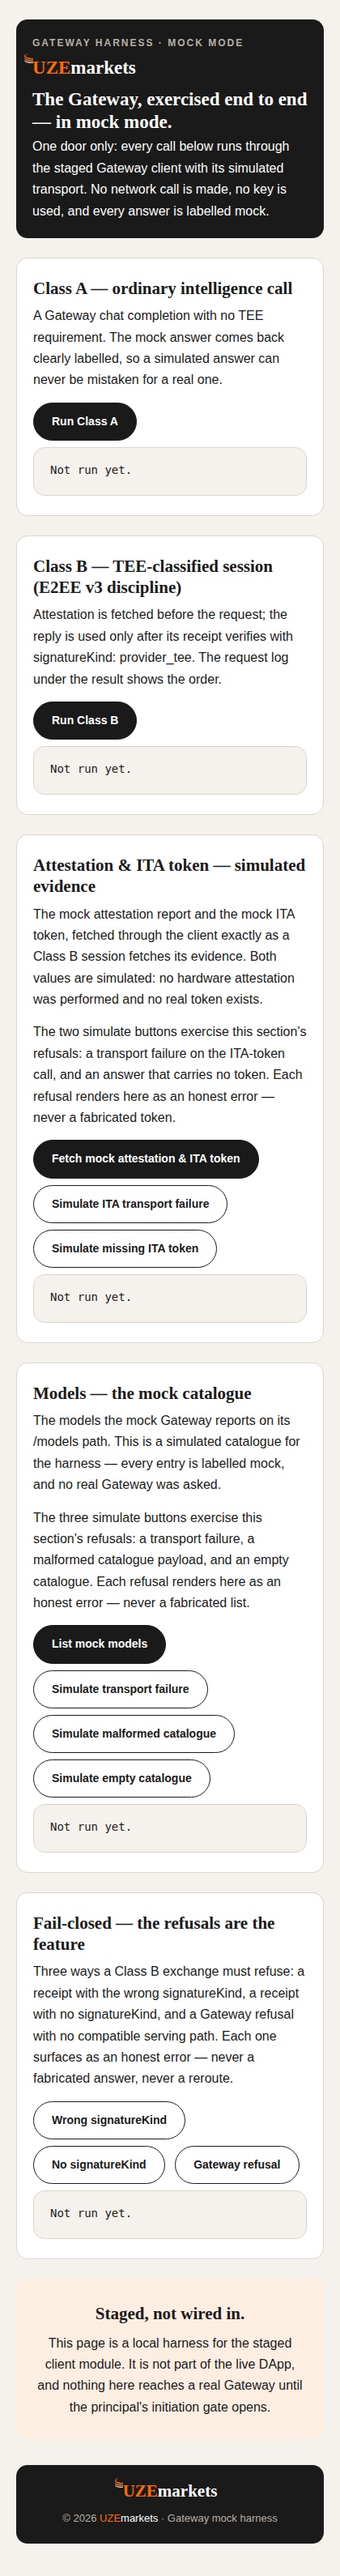 GATEWAY HARNESS · MOCK MODE
UZEmarkets
The Gateway, exercised end to end
— in mock mode.
One door only: every call below runs through
the staged Gateway client with its simulated
transport. No network call is made, no key is
used, and every answer is labelled mock.
Class A — ordinary intelligence call
A Gateway chat completion with no TEE
requirement. The mock answer comes back
clearly labelled, so a simulated answer can
never be mistaken for a real one.
Run Class A
Not run yet.
Class B — TEE-classified session
(E2EE v3 discipline)
Attestation is fetched before the request; the
reply is used only after its receipt verifies with
signatureKind: provider_tee. The request log
under the result shows the order.
Run Class B
Not run yet.
Attestation & ITA token — simulated
evidence
The mock attestation report and the mock ITA
token, fetched through the client exactly as a
Class B session fetches its evidence. Both
values are simulated: no hardware attestation
was performed and no real token exists.
The two simulate buttons exercise this section's
refusals: a transport failure on the ITA-token
call, and an answer that carries no token. Each
refusal renders here as an honest error —
never a fabricated token.
Fetch mock attestation & ITA token
Simulate ITA transport failure
Simulate missing ITA token
Not run yet.
Models — the mock catalogue
The models the mock Gateway reports on its
/models path. This is a simulated catalogue for
the harness — every entry is labelled mock,
and no real Gateway was asked.
The three simulate buttons exercise this
section's refusals: a transport failure, a
malformed catalogue payload, and an empty
catalogue. Each refusal renders here as an
honest error — never a fabricated list.
List mock models
Simulate transport failure
Simulate malformed catalogue
Simulate empty catalogue
Not run yet.
Fail-closed — the refusals are the
feature
Three ways a Class B exchange must refuse: a
receipt with the wrong signatureKind, a receipt
with no signatureKind, and a Gateway refusal
with no compatible serving path. Each one
surfaces as an honest error — never a
fabricated answer, never a reroute.
Wrong signatureKind
No signatureKind
Gateway refusal
Not run yet.
Staged, not wired in.
This page is a local harness for the staged
client module. It is not part of the live DApp,
and nothing here reaches a real Gateway until
the principal's initiation gate opens.
UZEmarkets
© 2026 UZEmarkets · Gateway mock harness